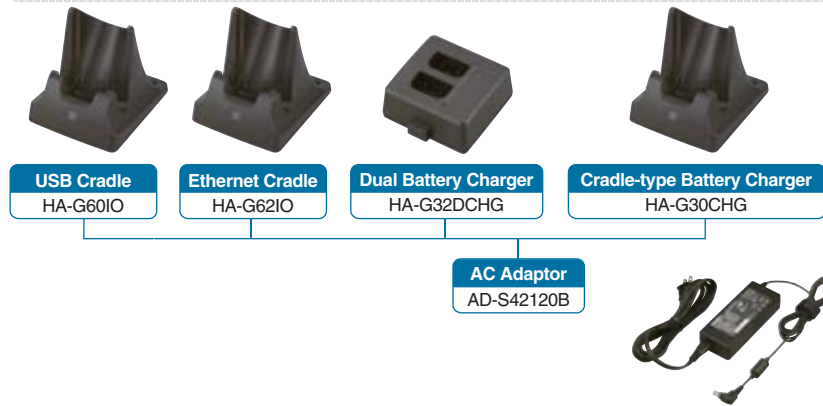 USB Cradle
HA-G60IO
Ethernet Cradle
HA-G62IO
Dual Battery Charger
HA-G32DCHG
Cradle-type Battery Charger
HA-G30CHG
AC Adaptor
AD-S42120B